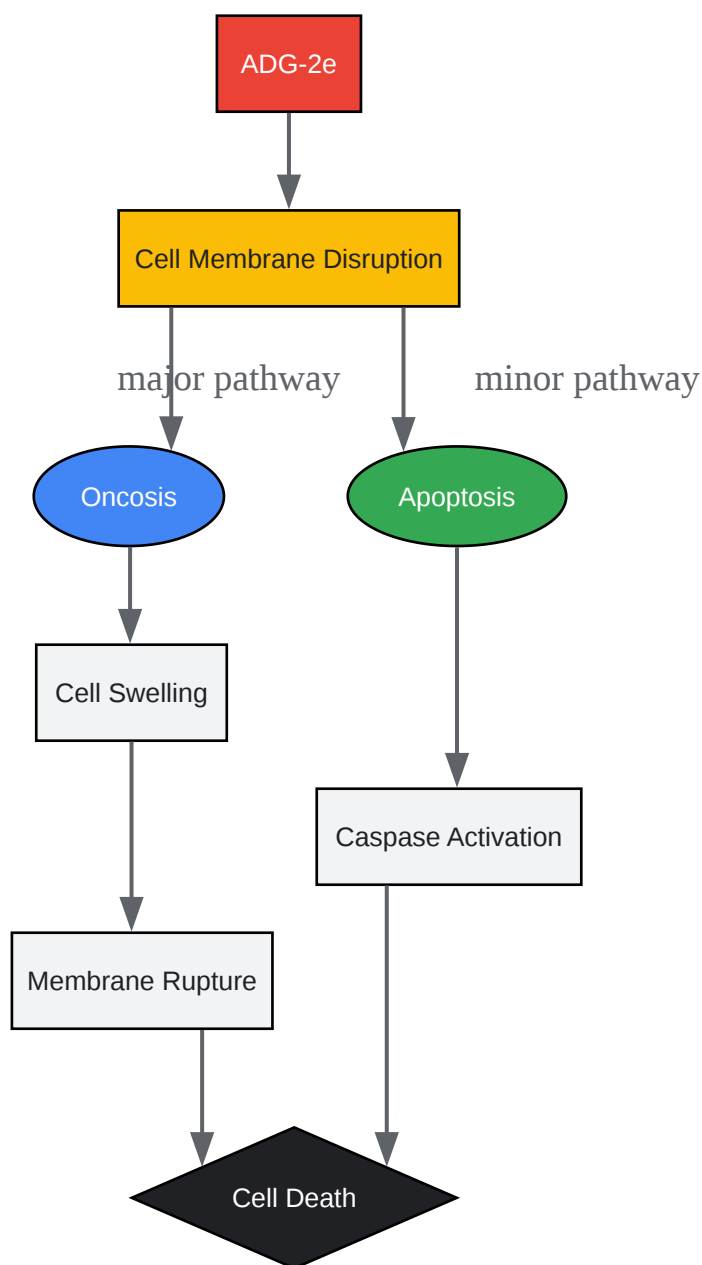 ADG-2e
Cell Membrane Disruption
major pathway
minor pathway
Oncosis
Apoptosis
Cell Swelling
Caspase Activation
Membrane Rupture
Cell Death